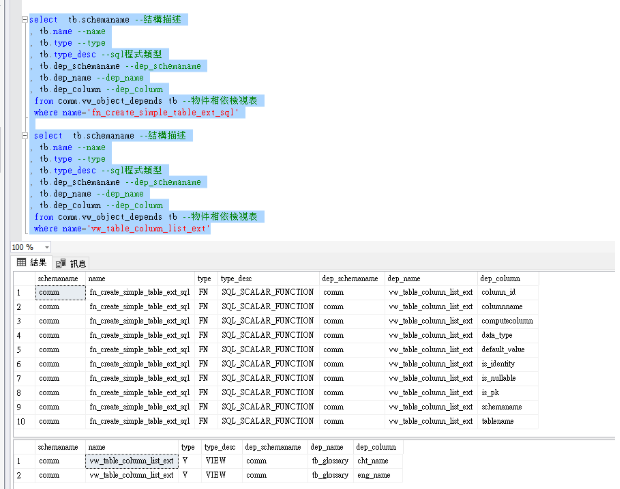 select tb.schemaname --結構描述
, tb.name --name
, tb.type --type
, tb.type_desc --sql程式類型
, tb.dep_schemaname --dep_schemaname
, tb.dep_name --dep_name
, tb.dep_column --dep_column
from comm.vw_object_depends tb --物件相依檢視表
where name='fn_create_simple_table_ext_sql'
select tb.schemaname --結構描述
, tb.name --name
, tb.type --type
, tb.type_desc --sql程式類型
, tb.dep_schemaname --dep_schemaname
, tb.dep_name --dep_name
, tb.dep_column --dep_column
from comm.vw_object_depends tb --物件相依檢視表
where name='vw_table_column_list_ext'
100 %
結果 訊息
schemaname name type type_desc dep_schemaname dep_name dep_column
1 comm fn_create_simple_table_ext_sql FN SQL_SCALAR_FUNCTION comm vw_table_column_list_ext column_id
2 comm fn_create_simple_table_ext_sql FN SQL_SCALAR_FUNCTION comm vw_table_column_list_ext columnname
3 comm fn_create_simple_table_ext_sql FN SQL_SCALAR_FUNCTION comm vw_table_column_list_ext computecolumn
4 comm fn_create_simple_table_ext_sql FN SQL_SCALAR_FUNCTION comm vw_table_column_list_ext data_type
5 comm fn_create_simple_table_ext_sql FN SQL_SCALAR_FUNCTION comm vw_table_column_list_ext default_value
6 comm fn_create_simple_table_ext_sql FN SQL_SCALAR_FUNCTION comm vw_table_column_list_ext is_identity
7 comm fn_create_simple_table_ext_sql FN SQL_SCALAR_FUNCTION comm vw_table_column_list_ext is_nullable
8 comm fn_create_simple_table_ext_sql FN SQL_SCALAR_FUNCTION comm vw_table_column_list_ext is_pk
9 comm fn_create_simple_table_ext_sql FN SQL_SCALAR_FUNCTION comm vw_table_column_list_ext schemaname
10 comm fn_create_simple_table_ext_sql FN SQL_SCALAR_FUNCTION comm vw_table_column_list_ext tablename
schemaname name type type_desc dep_schemaname dep_name dep_column
1 comm vw_table_column_list_ext V VIEW comm tb_glossary cht_name
2 comm vw_table_column_list_ext V VIEW comm tb_glossary eng_name